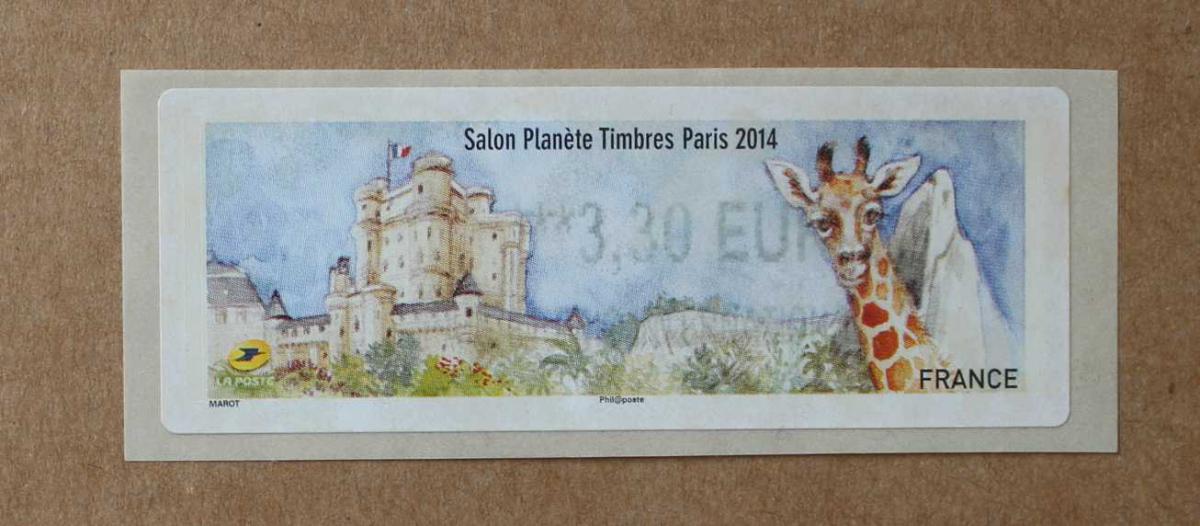 Salon Planète Timbres Paris 2014
**3,30 EUR
LA POSTE
FRANCE
MAROT
Phil@poste